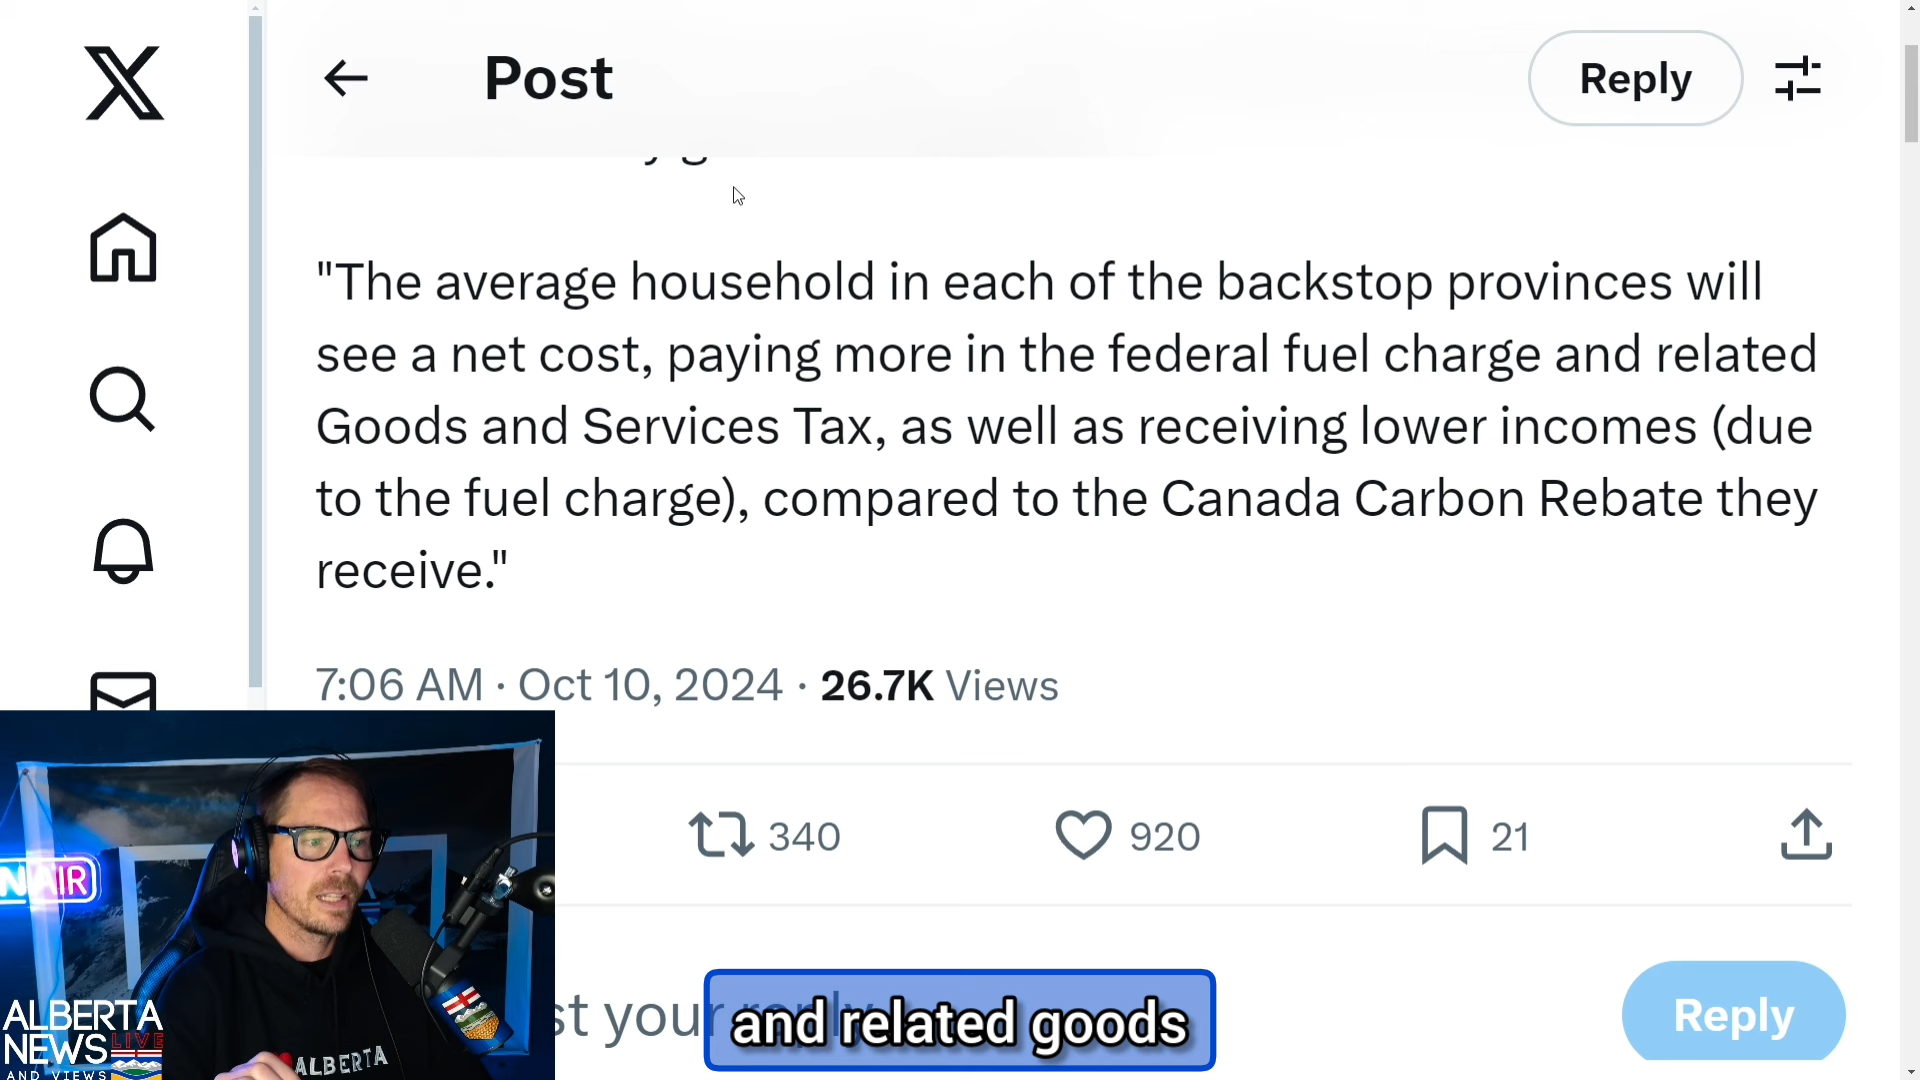 Post
Reply
"The average household in each of the backstop provinces will
see a net cost, paying more in the federal fuel charge and related
Goods and Services Tax, as well as receiving lower incomes (due
to the fuel charge), compared to the Canada Carbon Rebate they
receive."
7:06 AM · Oct 10, 2024 · 26.7K Views
340
920
21
N AIR
ALBERTA
NEWS LIVE
AND VIEWS
ALBERTA
st your reply
and related goods
Reply